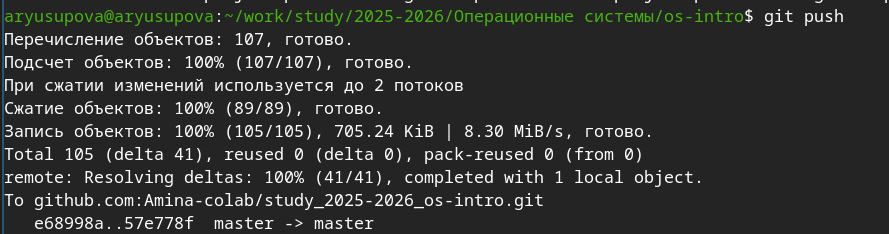 aryusupova@aryusupova:~/work/study/2025-2026/Операционные системы/os-intro$ git push
Перечисление объектов: 107, готово.
Подсчет объектов: 100% (107/107), готово.
При сжатии изменений используется до 2 потоков
Сжатие объектов: 100% (89/89), готово.
Запись объектов: 100% (105/105), 705.24 KiB | 8.30 MiB/s, готово.
Total 105 (delta 41), reused 0 (delta 0), pack-reused 0 (from 0)
remote: Resolving deltas: 100% (41/41), completed with 1 local object.
To github.com:Amina-colab/study_2025-2026_os-intro.git
   e68998a..57e778f  master -> master